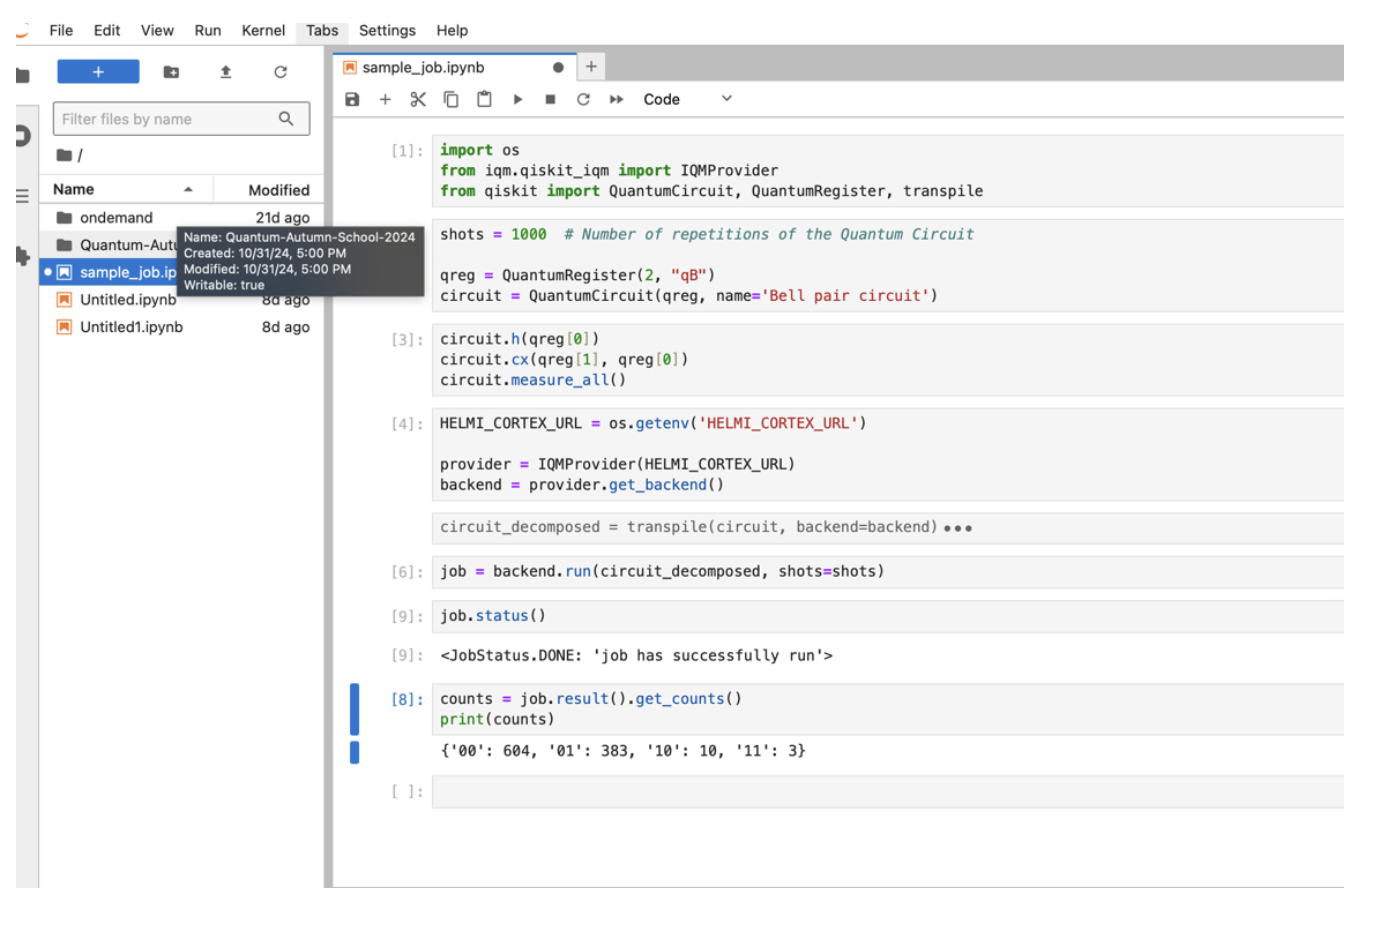 File Edit View Run Kernel Tabs Settings Help
sample_job.ipynb
Code
Filter files by name
/
Name Modified
ondemand 21d ago
Quantum-Autu
sample_job.ip
Untitled.ipynb 8d ago
Untitled1.ipynb 8d ago
Name: Quantum-Autumn-School-2024
Created: 10/31/24, 5:00 PM
Modified: 10/31/24, 5:00 PM
Writable: true
[1]: import os
from iqm.qiskit_iqm import IQMProvider
from qiskit import QuantumCircuit, QuantumRegister, transpile
shots = 1000 # Number of repetitions of the Quantum Circuit
qreg = QuantumRegister(2, "qB")
circuit = QuantumCircuit(qreg, name='Bell pair circuit')
[3]: circuit.h(qreg[0])
circuit.cx(qreg[1], qreg[0])
circuit.measure_all()
[4]: HELMI_CORTEX_URL = os.getenv('HELMI_CORTEX_URL')
provider = IQMProvider(HELMI_CORTEX_URL)
backend = provider.get_backend()
circuit_decomposed = transpile(circuit, backend=backend) •••
[6]: job = backend.run(circuit_decomposed, shots=shots)
[9]: job.status()
[9]: <JobStatus.DONE: 'job has successfully run'>
[8]: counts = job.result().get_counts()
print(counts)
{'00': 604, '01': 383, '10': 10, '11': 3}
[ ]: